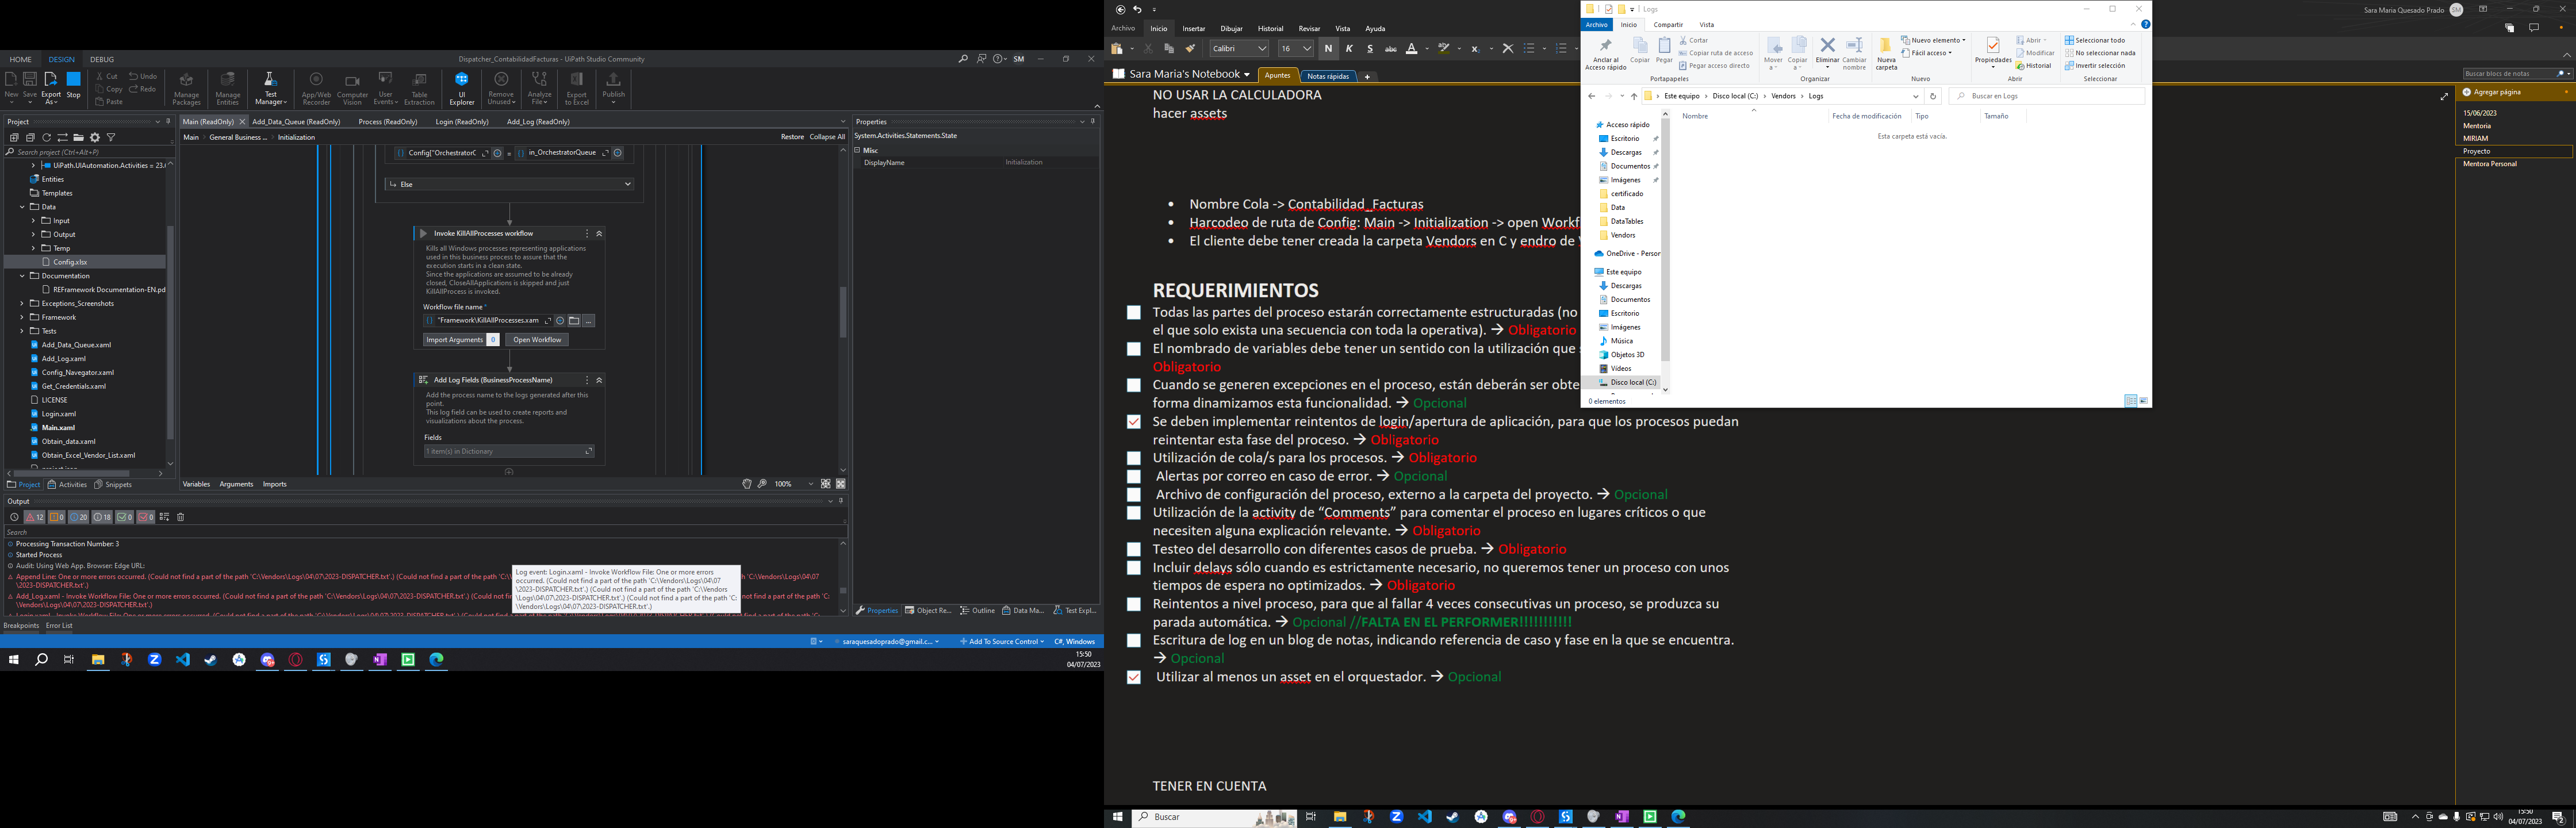 HOME DESIGN DEBUG
Dispatcher_ContabilidadFacturas - UiPath Studio Community
SM
New Save Export As Stop
Cut Undo
Copy Redo
Paste
Manage Packages
Manage Entities
Test Manager
App/Web Recorder
Computer Vision
User Events
Table Extraction
UI Explorer
Remove Unused
Analyze File
Export to Excel
Publish
Project
Search project (Ctrl+Alt+P)
UiPath.UIAutomation.Activities = 23.
Entities
Templates
Data
Input
Output
Temp
Config.xlsx
Documentation
REFramework Documentation-EN.pd
Exceptions_Screenshots
Framework
Tests
Add_Data_Queue.xaml
Add_Log.xaml
Config_Navegator.xaml
Get_Credentials.xaml
LICENSE
Login.xaml
Main.xaml
Obtain_data.xaml
Obtain_Excel_Vendor_List.xaml
Project Activities Snippets
Main (ReadOnly) Add_Data_Queue (ReadOnly) Process (ReadOnly) Login (ReadOnly) Add_Log (ReadOnly)
Main General Business ... Initialization
Restore Collapse All
Config["OrchestratorC = in_OrchestratorQueue
Else
Invoke KillAllProcesses workflow
Kills all Windows processes representing applications
used in this business process to assure that the
execution starts in a clean state.
Since the applications are assumed to be already
closed, CloseAllApplications is skipped and just
KillAllProcess is invoked.
Workflow file name *
"Framework\KillAllProcesses.xam
Import Arguments 0 Open Workflow
Add Log Fields (BusinessProcessName)
Add the process name to the logs generated after this
point.
This log field can be used to create reports and
visualizations about the process.
Fields
1 item(s) in Dictionary
Variables Arguments Imports
100%
Properties
System.Activities.Statements.State
Misc
DisplayName Initialization
Properties Object Re... Outline Data Ma... Test Expl...
Output
12 0 20 18 0 0
Search
Processing Transaction Number: 3
Started Process
Audit: Using Web App. Browser: Edge URL:
Append Line: One or more errors occurred. (Could not find a part of the path 'C:\Vendors\Logs\04\07\2023-DISPATCHER.txt'.) (Could not find a part of the path 'C:\
\2023-DISPATCHER.txt'.)
Add_Log.xaml - Invoke Workflow File: One or more errors occurred. (Could not find a part of the path 'C:\Vendors\Logs\04\07\2023-DISPATCHER.txt'.) (Could not fin
\Vendors\Logs\04\07\2023-DISPATCHER.txt'.)
Log event: Login.xaml - Invoke Workflow File: One or more errors
occurred. (Could not find a part of the path 'C:\Vendors
\Logs\04\07\2023-DISPATCHER.txt'.) (Could not find a part of the path 'C:\Vendors
\Logs\04\07\2023-DISPATCHER.txt'.) (Could not find a part of the path 'C:
\Vendors\Logs\04\07\2023-DISPATCHER.txt'.)
Breakpoints Error List
saraquesadoprado@gmail.c...
Add To Source Control
C#, Windows
15:50
04/07/2023
Sara Maria Quesado Prado SM
Archivo Inicio Insertar Dibujar Historial Revisar Vista Ayuda
Calibri 16 N K S abc
Sara Maria's Notebook Apuntes Notas rápidas +
Buscar blocs de notas
Agregar página
15/06/2023
Mentoria
MIRIAM
Proyecto
Mentora Personal
NO USAR LA CALCULADORA
hacer assets
Nombre Cola -> Contabilidad_Facturas
Harcodeo de ruta de Config: Main -> Initialization -> open Workf
El cliente debe tener creada la carpeta Vendors en C y endro de
REQUERIMIENTOS
Todas las partes del proceso estarán correctamente estructuradas (no
el que solo exista una secuencia con toda la operativa). → Obligatorio
El nombrado de variables debe tener un sentido con la utilización que
Obligatorio
Cuando se generen excepciones en el proceso, están deberán ser obte
forma dinamizamos esta funcionalidad. → Opcional
Se deben implementar reintentos de login/apertura de aplicación, para que los procesos puedan
reintentar esta fase del proceso. → Obligatorio
Utilización de cola/s para los procesos. → Obligatorio
Alertas por correo en caso de error. → Opcional
Archivo de configuración del proceso, externo a la carpeta del proyecto. → Opcional
Utilización de la activity de “Comments” para comentar el proceso en lugares críticos o que
necesiten alguna explicación relevante. → Obligatorio
Testeo del desarrollo con diferentes casos de prueba. → Obligatorio
Incluir delays sólo cuando es estrictamente necesario, no queremos tener un proceso con unos
tiempos de espera no optimizados. → Obligatorio
Reintentos a nivel proceso, para que al fallar 4 veces consecutivas un proceso, se produzca su
parada automática. → Opcional //FALTA EN EL PERFORMER!!!!!!!!!!!
Escritura de log en un blog de notas, indicando referencia de caso y fase en la que se encuentra.
→ Opcional
Utilizar al menos un asset en el orquestador. → Opcional
TENER EN CUENTA
Logs
Archivo Inicio Compartir Vista
Anclar al Acceso rápido
Copiar
Pegar
Cortar
Copiar ruta de acceso
Pegar acceso directo
Portapapeles
Mover a
Copiar a
Eliminar
Cambiar nombre
Organizar
Nueva carpeta
Nuevo elemento
Fácil acceso
Nuevo
Propiedades
Abrir
Modificar
Historial
Abrir
Seleccionar todo
No seleccionar nada
Invertir selección
Seleccionar
Este equipo Disco local (C:) Vendors Logs
Buscar en Logs
Nombre Fecha de modificación Tipo Tamaño
Esta carpeta está vacía.
Acceso rápido
Escritorio
Descargas
Documentos
Imágenes
certificado
Data
DataTables
Vendors
OneDrive - Person
Este equipo
Descargas
Documentos
Escritorio
Imágenes
Música
Objetos 3D
Vídeos
Disco local (C:)
0 elementos
Buscar
15:50
04/07/2023